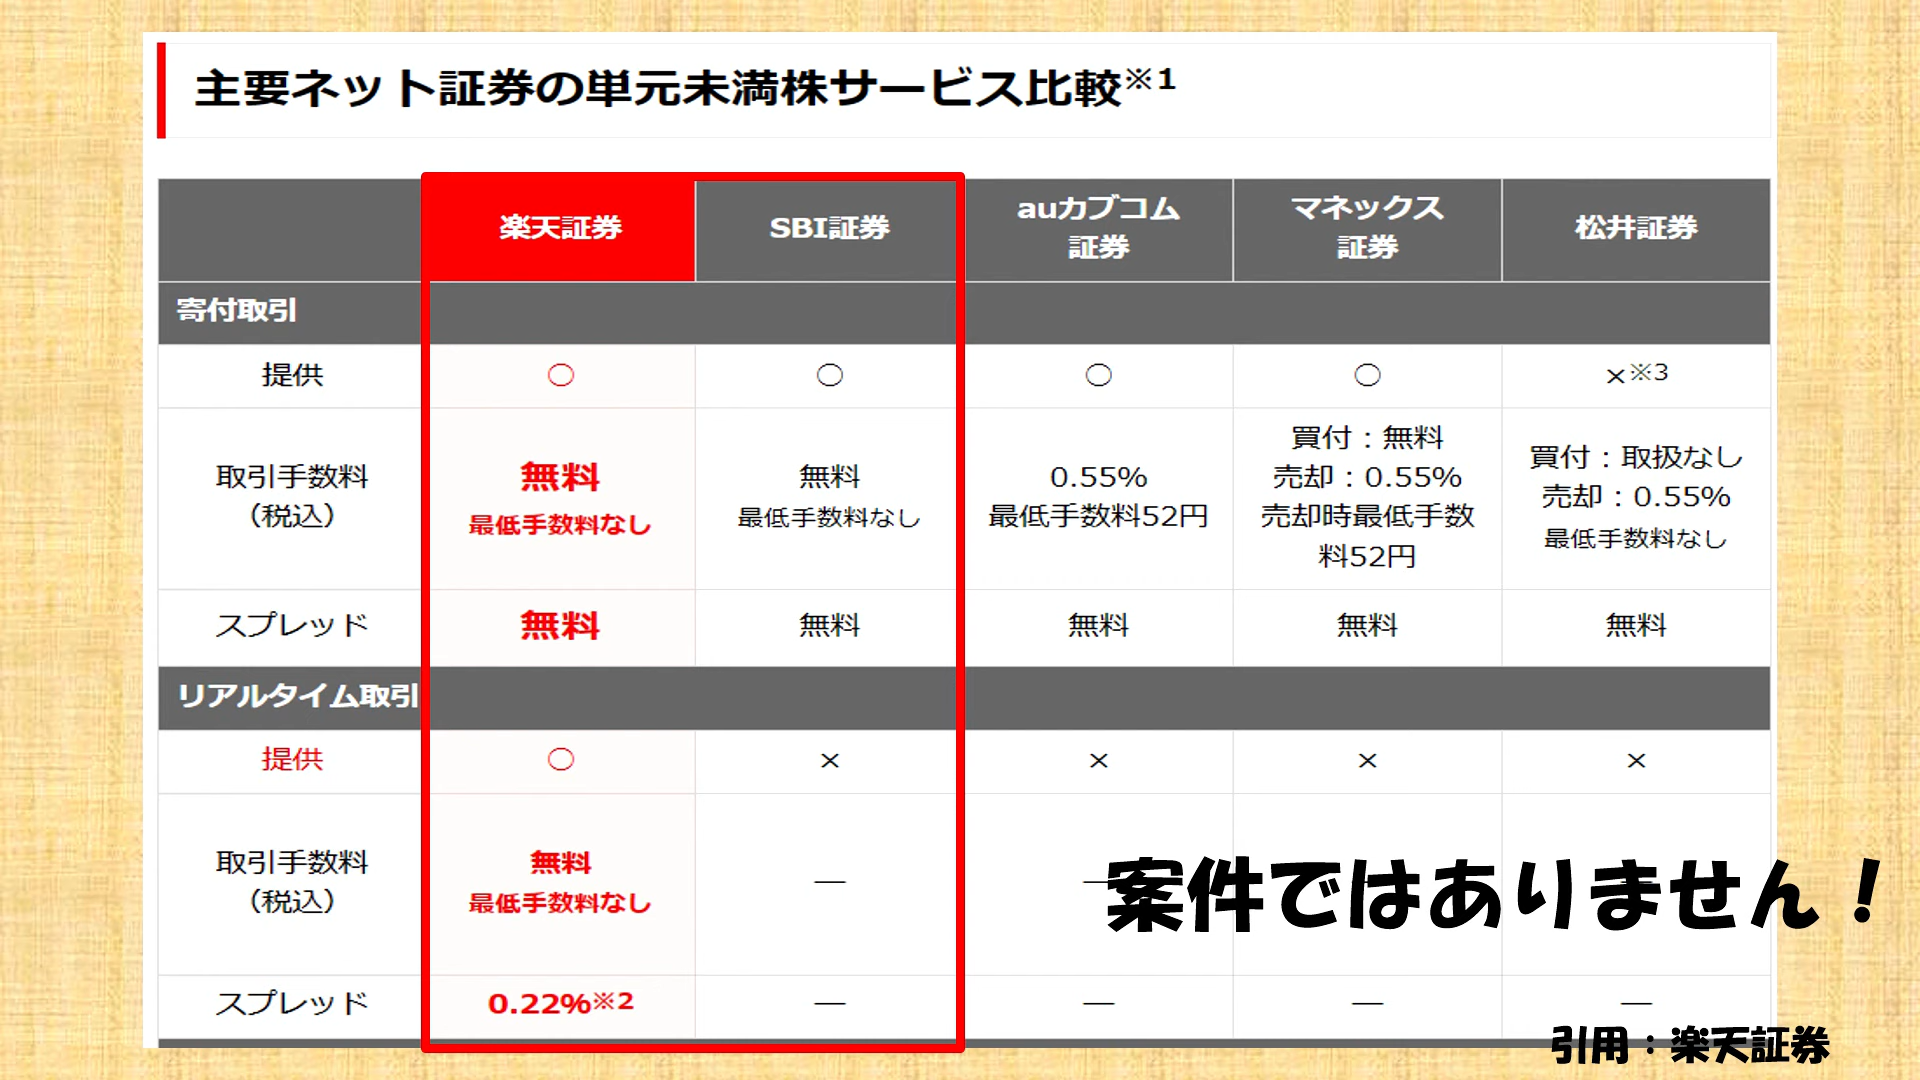 主要ネット証券の単元未満株サービス比較※1
楽天証券
SBI証券
auカブコム
証券
マネックス
証券
松井証券
寄付取引
提供
○
○
○
○
×※3
取引手数料
（税込）
無料
最低手数料なし
無料
最低手数料なし
0.55%
最低手数料52円
買付：無料
売却：0.55%
売却時最低手数
料52円
買付：取扱なし
売却：0.55%
最低手数料なし
スプレッド
無料
無料
無料
無料
無料
リアルタイム取引
提供
○
×
×
×
×
取引手数料
（税込）
無料
最低手数料なし
—
—
案件ではありません！
スプレッド
0.22%※2
—
—
—
—
引用：楽天証券